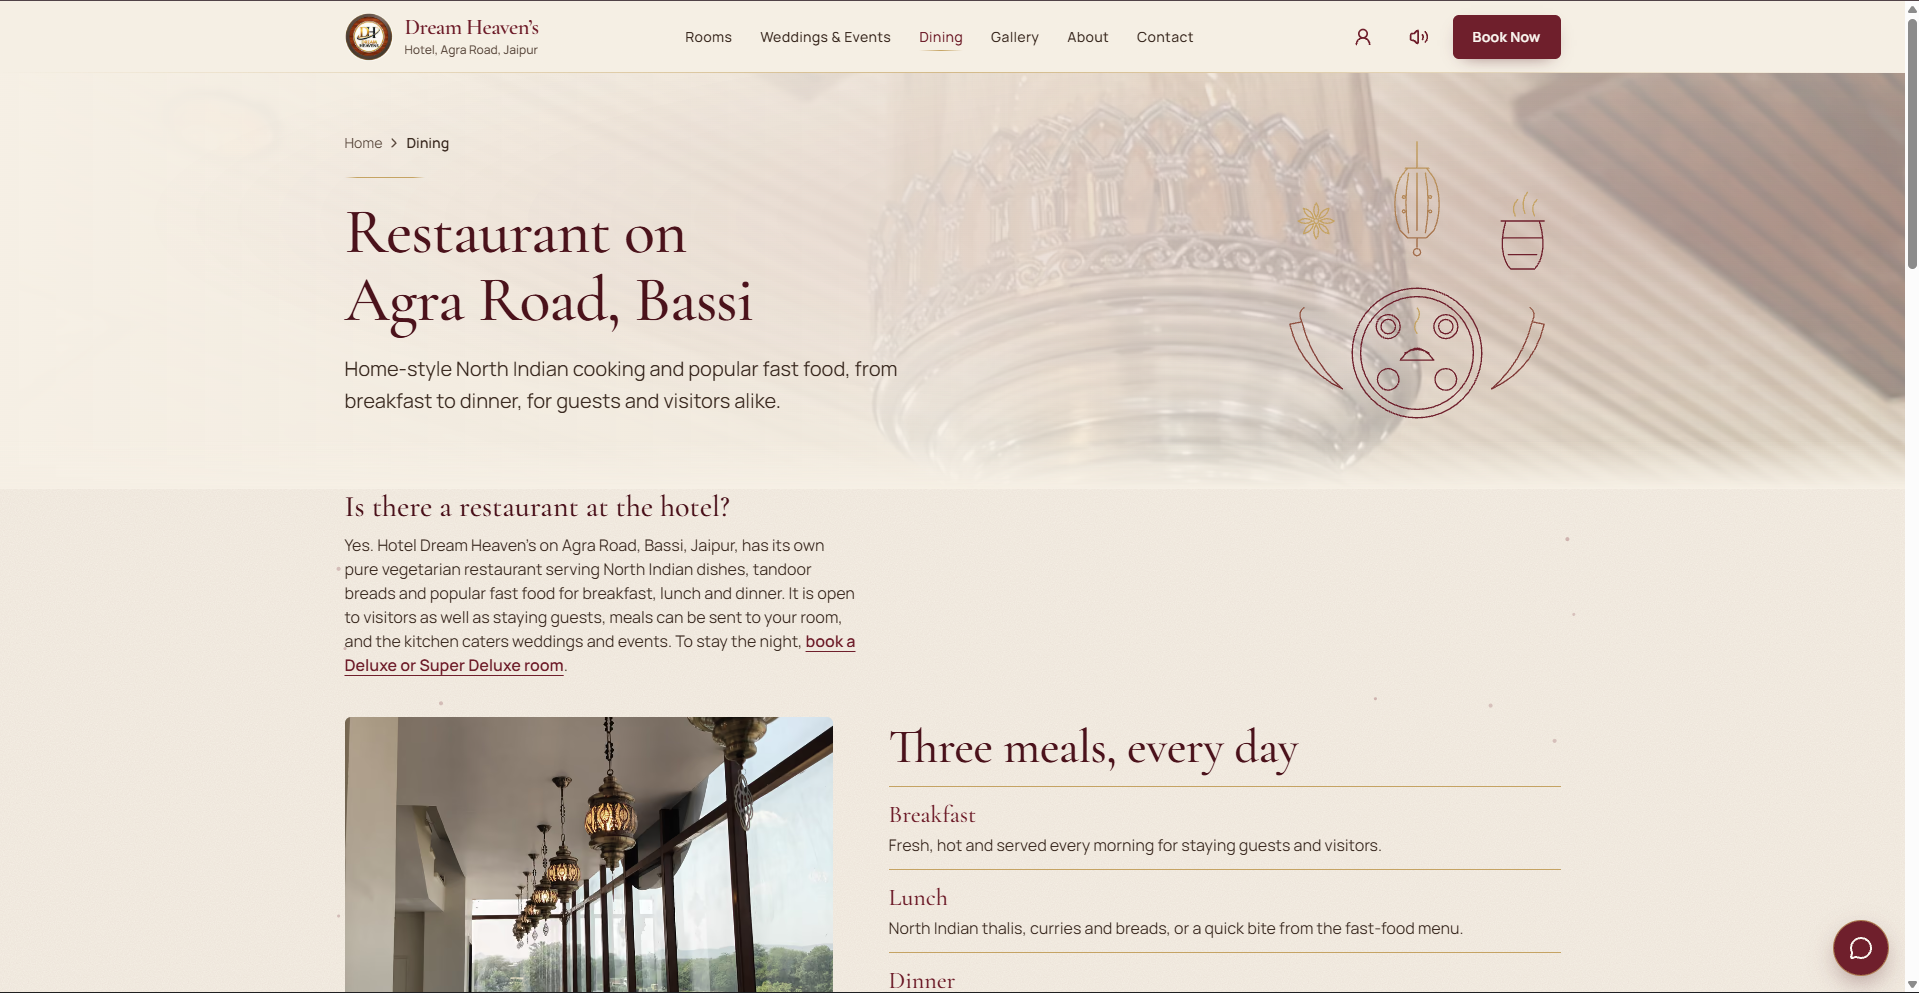 Dream Heaven's
Hotel, Agra Road, Jaipur
Rooms
Weddings & Events
Dining
Gallery
About
Contact
Book Now
Home > Dining
Restaurant on
Agra Road, Bassi
Home-style North Indian cooking and popular fast food, from
breakfast to dinner, for guests and visitors alike.
Is there a restaurant at the hotel?
Yes. Hotel Dream Heaven's on Agra Road, Bassi, Jaipur, has its own
pure vegetarian restaurant serving North Indian dishes, tandoor
breads and popular fast food for breakfast, lunch and dinner. It is open
to visitors as well as staying guests, meals can be sent to your room,
and the kitchen caters weddings and events. To stay the night, book a
Deluxe or Super Deluxe room.
Three meals, every day
Breakfast
Fresh, hot and served every morning for staying guests and visitors.
Lunch
North Indian thalis, curries and breads, or a quick bite from the fast-food menu.
Dinner